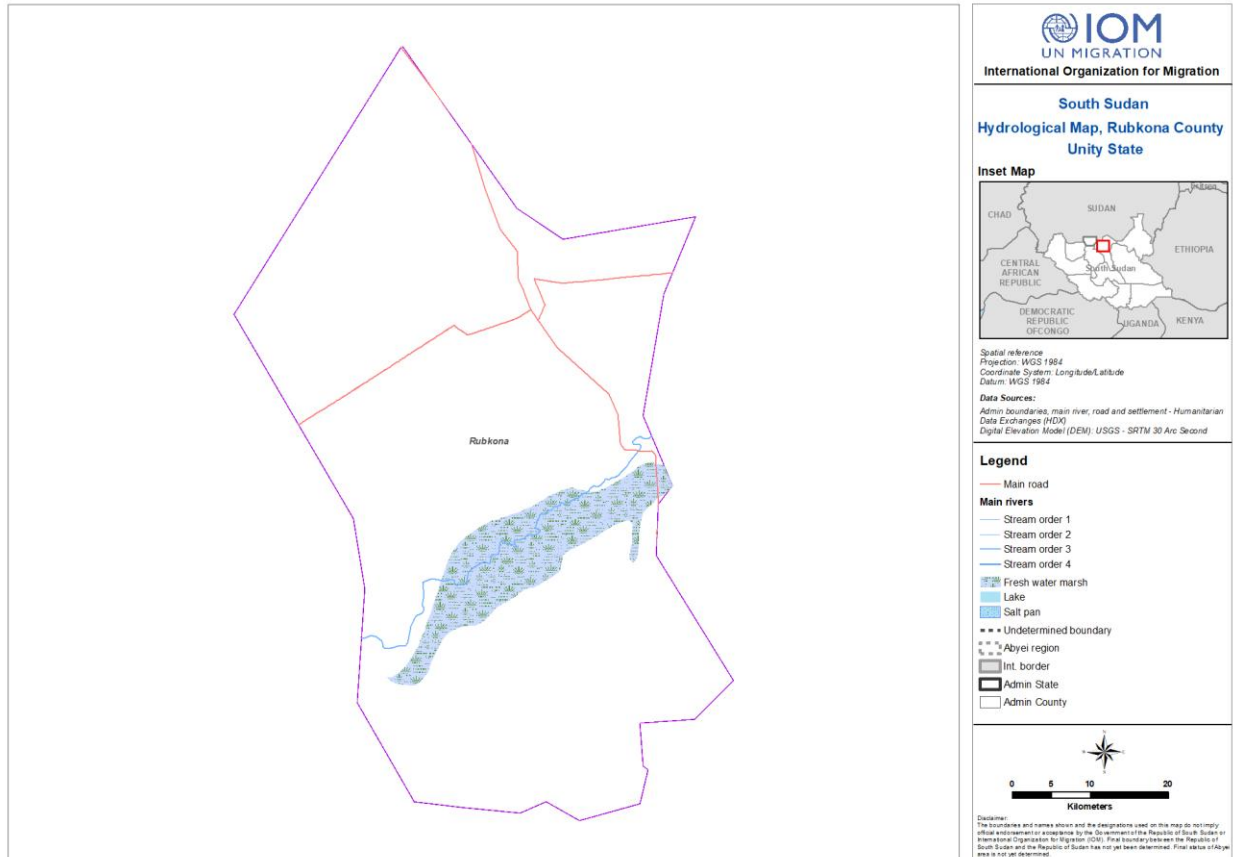 Rubkona
IOM
UN MIGRATION
International Organization for Migration
South Sudan
Hydrological Map, Rubkona County
Unity State
Inset Map
CHAD
SUDAN
ETHIOPIA
CENTRAL
AFRICAN
REPUBLIC
South Sudan
DEMOCRATIC
REPUBLIC
OFCONGO
UGANDA
KENYA
Spatial reference
Projection: WGS 1984
Coordinate System: Longitude/Latitude
Datum: WGS 1984
Data Sources:
Admin boundaries, main river, road and settlement - Humanitarian
Data Exchanges (HDX)
Digital Elevation Model (DEM): USGS - SRTM 30 Arc Second
Legend
Main road
Main rivers
Stream order 1
Stream order 2
Stream order 3
Stream order 4
Fresh water marsh
Lake
Salt pan
Undetermined boundary
Abyei region
Int. border
Admin State
Admin County
0 5 10 20
Kilometers
Disclaimer:
The boundaries and names shown and the designations used on this map do not imply
official endorsement or acceptance by the Government of the Republic of South Sudan or
International Organization for Migration (IOM). Final boundary between the Republic of
South Sudan and the Republic of Sudan has not yet been determined. Final status of Abyei
area is not yet determined.